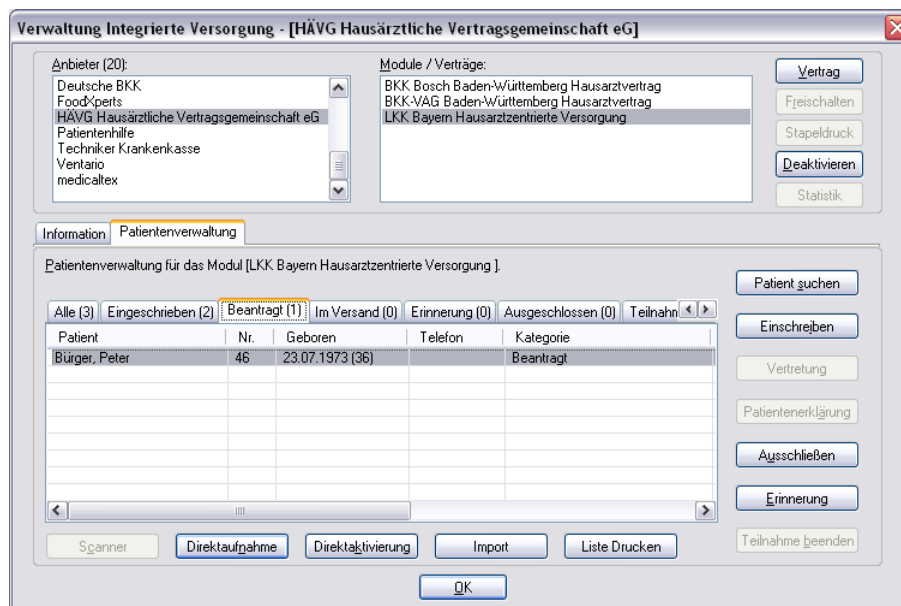 Verwaltung Integrierte Versorgung - [HÄVG Hausärztliche Vertragsgemeinschaft eG]
Anbieter (20):
Deutsche BKK
FoodXperts
HÄVG Hausärztliche Vertragsgemeinschaft eG
Patientenhilfe
Techniker Krankenkasse
Ventario
medicaltex
Module / Verträge:
BKK Bosch Baden-Württemberg Hausarztvertrag
BKK-VAG Baden-Württemberg Hausarztvertrag
LKK Bayern Hausarztzentrierte Versorgung
Vertrag
Freischalten
Stapeldruck
Deaktivieren
Statistik
Information Patientenverwaltung
Patientenverwaltung für das Modul [LKK Bayern Hausarztzentrierte Versorgung ].
Alle (3) Eingeschrieben (2) Beantragt (1) Im Versand (0) Erinnerung (0) Ausgeschlossen (0) Teilnahm
Patient Nr. Geboren Telefon Kategorie
Bürger, Peter 46 23.07.1973 (36) Beantragt
Patient suchen
Einschreiben
Vertretung
Patientenerklärung
Ausschließen
Erinnerung
Teilnahme beenden
Scanner Direktaufnahme Direktaktivierung Import Liste Drucken
OK